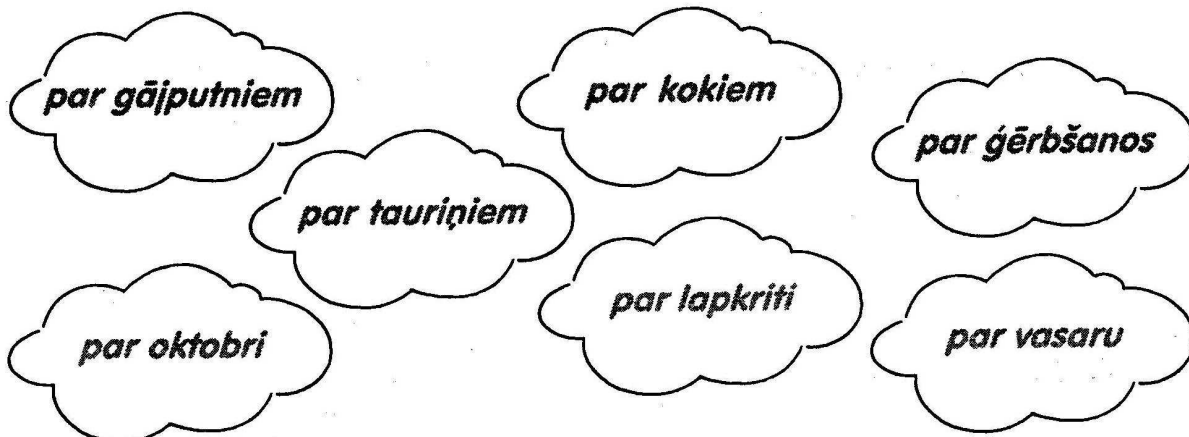 par gājputniem
par kokiem
par ģērbšanos
par tauriņiem
par lapkriti
par oktobri
par vasaru